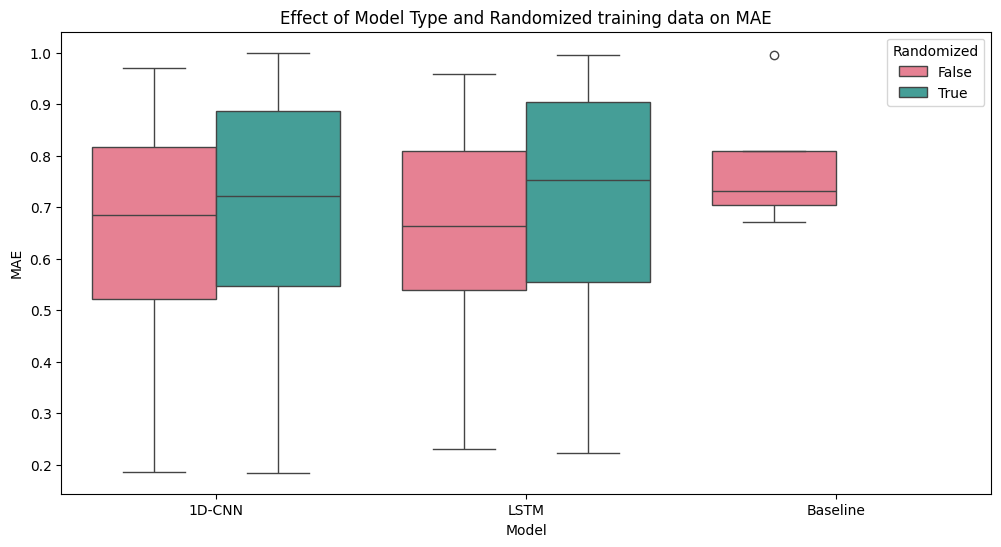 Effect of Model Type and Randomized training data on MAE
Randomized
False
True
MAE
1.0
0.9
0.8
0.7
0.6
0.5
0.4
0.3
0.2
1D-CNN
LSTM
Baseline
Model